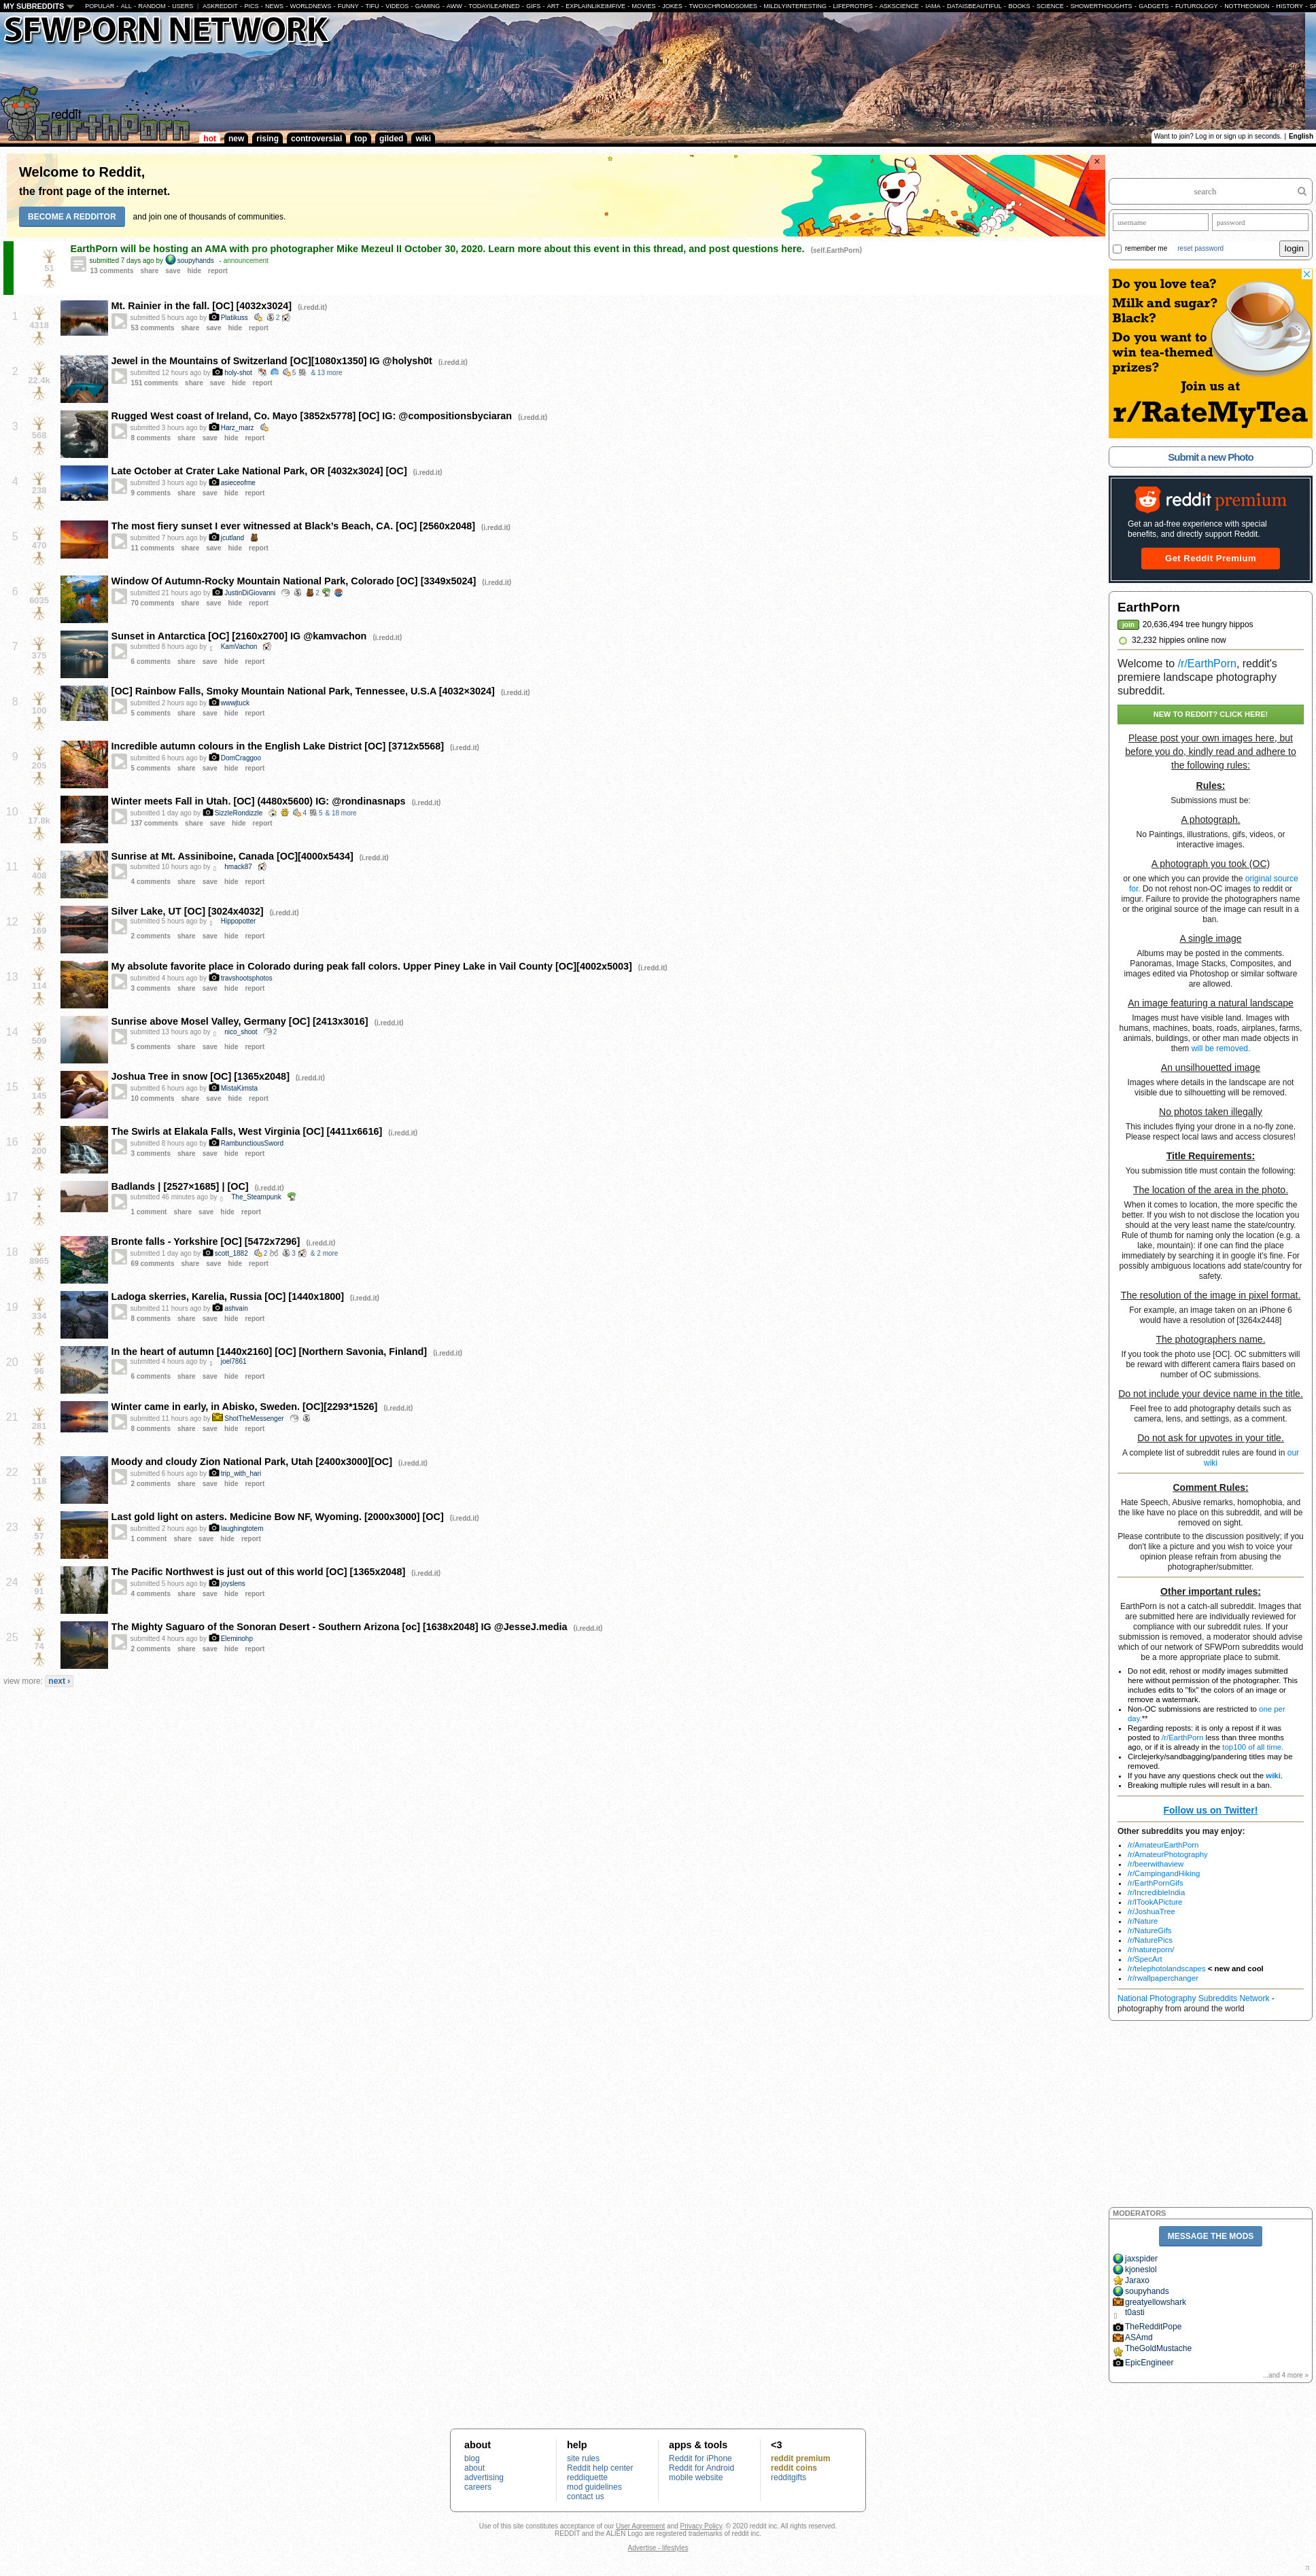 MY SUBREDDITS POPULAR - ALL - RANDOM - USERS | ASKREDDIT - PICS - NEWS - WORLDNEWS - FUNNY - TIFU - VIDEOS - GAMING - AWW - TODAYILEARNED - GIFS - ART - EXPLAINLIKEIMFIVE - MOVIES - JOKES - TWOXCHROMOSOMES - MILDLYINTERESTING - LIFEPROTIPS - ASKSCIENCE - IAMA - DATAISBEAUTIFUL - BOOKS - SCIENCE - SHOWERTHOUGHTS - GADGETS - FUTUROLOGY - NOTTHEONION - HISTORY - SP
SFWPORN NETWORK
reddit
EarthPorn
hot new rising controversial top gilded wiki
Want to join? Log in or sign up in seconds. | English
Welcome to Reddit,
the front page of the internet.
BECOME A REDDITOR and join one of thousands of communities.
×
EarthPorn will be hosting an AMA with pro photographer Mike Mezeul II October 30, 2020. Learn more about this event in this thread, and post questions here. (self.EarthPorn)
51
submitted 7 days ago by soupyhands - announcement
13 comments share save hide report
1
4318
Mt. Rainier in the fall. [OC] [4032x3024] (i.redd.it)
submitted 5 hours ago by Platikuss 2
53 comments share save hide report
2
22.4k
Jewel in the Mountains of Switzerland [OC][1080x1350] IG @holysh0t (i.redd.it)
submitted 12 hours ago by holy-shot 5 & 13 more
151 comments share save hide report
3
568
Rugged West coast of Ireland, Co. Mayo [3852x5778] [OC] IG: @compositionsbyciaran (i.redd.it)
submitted 3 hours ago by Harz_marz
8 comments share save hide report
4
238
Late October at Crater Lake National Park, OR [4032x3024] [OC] (i.redd.it)
submitted 3 hours ago by asieceofme
9 comments share save hide report
5
470
The most fiery sunset I ever witnessed at Black's Beach, CA. [OC] [2560x2048] (i.redd.it)
submitted 7 hours ago by jcutland
11 comments share save hide report
6
6035
Window Of Autumn-Rocky Mountain National Park, Colorado [OC] [3349x5024] (i.redd.it)
submitted 21 hours ago by JustinDiGiovanni 2
70 comments share save hide report
7
375
Sunset in Antarctica [OC] [2160x2700] IG @kamvachon (i.redd.it)
submitted 8 hours ago by KamVachon
6 comments share save hide report
8
100
[OC] Rainbow Falls, Smoky Mountain National Park, Tennessee, U.S.A [4032×3024] (i.redd.it)
submitted 2 hours ago by wwwjtuck
5 comments share save hide report
9
205
Incredible autumn colours in the English Lake District [OC] [3712x5568] (i.redd.it)
submitted 6 hours ago by DomCraggoo
5 comments share save hide report
10
17.8k
Winter meets Fall in Utah. [OC] (4480x5600) IG: @rondinasnaps (i.redd.it)
submitted 1 day ago by SizzleRondizzle 4 5 & 18 more
137 comments share save hide report
11
408
Sunrise at Mt. Assiniboine, Canada [OC][4000x5434] (i.redd.it)
submitted 10 hours ago by hmack87
4 comments share save hide report
12
169
Silver Lake, UT [OC] [3024x4032] (i.redd.it)
submitted 5 hours ago by Hippopotter
2 comments share save hide report
13
114
My absolute favorite place in Colorado during peak fall colors. Upper Piney Lake in Vail County [OC][4002x5003] (i.redd.it)
submitted 4 hours ago by travshootsphotos
3 comments share save hide report
14
509
Sunrise above Mosel Valley, Germany [OC] [2413x3016] (i.redd.it)
submitted 13 hours ago by nico_shoot 2
5 comments share save hide report
15
145
Joshua Tree in snow [OC] [1365x2048] (i.redd.it)
submitted 6 hours ago by MistaKimsta
10 comments share save hide report
16
200
The Swirls at Elakala Falls, West Virginia [OC] [4411x6616] (i.redd.it)
submitted 8 hours ago by RambunctiousSword
3 comments share save hide report
17
•
Badlands | [2527×1685] | [OC] (i.redd.it)
submitted 46 minutes ago by The_Steampunk
1 comment share save hide report
18
8965
Bronte falls - Yorkshire [OC] [5472x7296] (i.redd.it)
submitted 1 day ago by scott_1882 2 3 & 2 more
69 comments share save hide report
19
334
Ladoga skerries, Karelia, Russia [OC] [1440x1800] (i.redd.it)
submitted 11 hours ago by ashvain
8 comments share save hide report
20
96
In the heart of autumn [1440x2160] [OC] [Northern Savonia, Finland] (i.redd.it)
submitted 4 hours ago by joel7861
6 comments share save hide report
21
281
Winter came in early, in Abisko, Sweden. [OC][2293*1526] (i.redd.it)
submitted 11 hours ago by ShotTheMessenger
8 comments share save hide report
22
118
Moody and cloudy Zion National Park, Utah [2400x3000][OC] (i.redd.it)
submitted 6 hours ago by trip_with_hari
2 comments share save hide report
23
57
Last gold light on asters. Medicine Bow NF, Wyoming. [2000x3000] [OC] (i.redd.it)
submitted 2 hours ago by laughingtotem
1 comment share save hide report
24
91
The Pacific Northwest is just out of this world [OC] [1365x2048] (i.redd.it)
submitted 5 hours ago by joyslens
4 comments share save hide report
25
74
The Mighty Saguaro of the Sonoran Desert - Southern Arizona [oc] [1638x2048] IG @JesseJ.media (i.redd.it)
submitted 4 hours ago by Eleminohp
2 comments share save hide report
view more: next ›
search
username password
remember me reset password login
Do you love tea?
Milk and sugar?
Black?
Do you want to
win tea-themed
prizes?
Join us at
r/RateMyTea
Submit a new Photo
reddit premium
Get an ad-free experience with special
benefits, and directly support Reddit.
Get Reddit Premium
EarthPorn
join 20,636,494 tree hungry hippos
32,232 hippies online now
Welcome to /r/EarthPorn, reddit's
premiere landscape photography
subreddit.
NEW TO REDDIT? CLICK HERE!
Please post your own images here, but
before you do, kindly read and adhere to
the following rules:
Rules:
Submissions must be:
A photograph.
No Paintings, illustrations, gifs, videos, or
interactive images.
A photograph you took (OC)
or one which you can provide the original source
for. Do not rehost non-OC images to reddit or
imgur. Failure to provide the photographers name
or the original source of the image can result in a
ban.
A single image
Albums may be posted in the comments.
Panoramas, Image Stacks, Composites, and
images edited via Photoshop or similar software
are allowed.
An image featuring a natural landscape
Images must have visible land. Images with
humans, machines, boats, roads, airplanes, farms,
animals, buildings, or other man made objects in
them will be removed.
An unsilhouetted image
Images where details in the landscape are not
visible due to silhouetting will be removed.
No photos taken illegally
This includes flying your drone in a no-fly zone.
Please respect local laws and access closures!
Title Requirements:
You submission title must contain the following:
The location of the area in the photo.
When it comes to location, the more specific the
better. If you wish to not disclose the location you
should at the very least name the state/country.
Rule of thumb for naming only the location (e.g. a
lake, mountain): if one can find the place
immediately by searching it in google it's fine. For
possibly ambiguous locations add state/country for
safety.
The resolution of the image in pixel format.
For example, an image taken on an iPhone 6
would have a resolution of [3264x2448]
The photographers name.
If you took the photo use [OC]. OC submitters will
be reward with different camera flairs based on
number of OC submissions.
Do not include your device name in the title.
Feel free to add photography details such as
camera, lens, and settings, as a comment.
Do not ask for upvotes in your title.
A complete list of subreddit rules are found in our
wiki
Comment Rules:
Hate Speech, Abusive remarks, homophobia, and
the like have no place on this subreddit, and will be
removed on sight.
Please contribute to the discussion positively; if you
don't like a picture and you wish to voice your
opinion please refrain from abusing the
photographer/submitter.
Other important rules:
EarthPorn is not a catch-all subreddit. Images that
are submitted here are individually reviewed for
compliance with our subreddit rules. If your
submission is removed, a moderator should advise
which of our network of SFWPorn subreddits would
be a more appropriate place to submit.
• Do not edit, rehost or modify images submitted
here without permission of the photographer. This
includes edits to "fix" the colors of an image or
remove a watermark.
• Non-OC submissions are restricted to one per
day.**
• Regarding reposts: it is only a repost if it was
posted to /r/EarthPorn less than three months
ago, or if it is already in the top100 of all time.
• Circlejerky/sandbagging/pandering titles may be
removed.
• If you have any questions check out the wiki.
• Breaking multiple rules will result in a ban.
Follow us on Twitter!
Other subreddits you may enjoy:
• /r/AmateurEarthPorn
• /r/AmateurPhotography
• /r/beerwithaview
• /r/CampingandHiking
• /r/EarthPornGifs
• /r/IncredibleIndia
• /r/ITookAPicture
• /r/JoshuaTree
• /r/Nature
• /r/NatureGifs
• /r/NaturePics
• /r/natureporn/
• /r/SpecArt
• /r/telephotolandscapes < new and cool
• /r/rwallpaperchanger
National Photography Subreddits Network -
photography from around the world
MODERATORS
MESSAGE THE MODS
jaxspider
kjoneslol
Jaraxo
soupyhands
greatyellowshark
t0asti
TheRedditPope
ASAmd
TheGoldMustache
EpicEngineer
...and 4 more »
about
blog
about
advertising
careers
help
site rules
Reddit help center
reddiquette
mod guidelines
contact us
apps & tools
Reddit for iPhone
Reddit for Android
mobile website
<3
reddit premium
reddit coins
redditgifts
Use of this site constitutes acceptance of our User Agreement and Privacy Policy. © 2020 reddit inc. All rights reserved.
REDDIT and the ALIEN Logo are registered trademarks of reddit inc.
Advertise - lifestyles
π